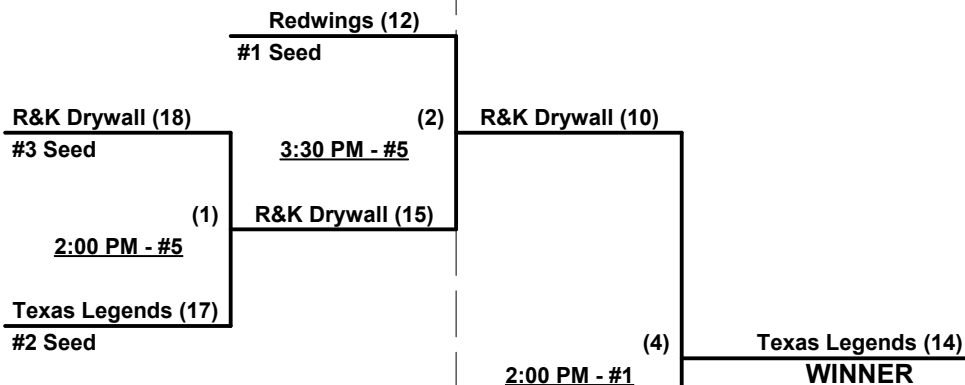 Redwings (12)
#1 Seed
R&K Drywall (18)
(2)
R&K Drywall (10)
#3 Seed
3:30 PM - #5
(1)
R&K Drywall (15)
2:00 PM - #5
Texas Legends (17)
#2 Seed
(4)
Texas Legends (14)
2:00 PM - #1
WINNER